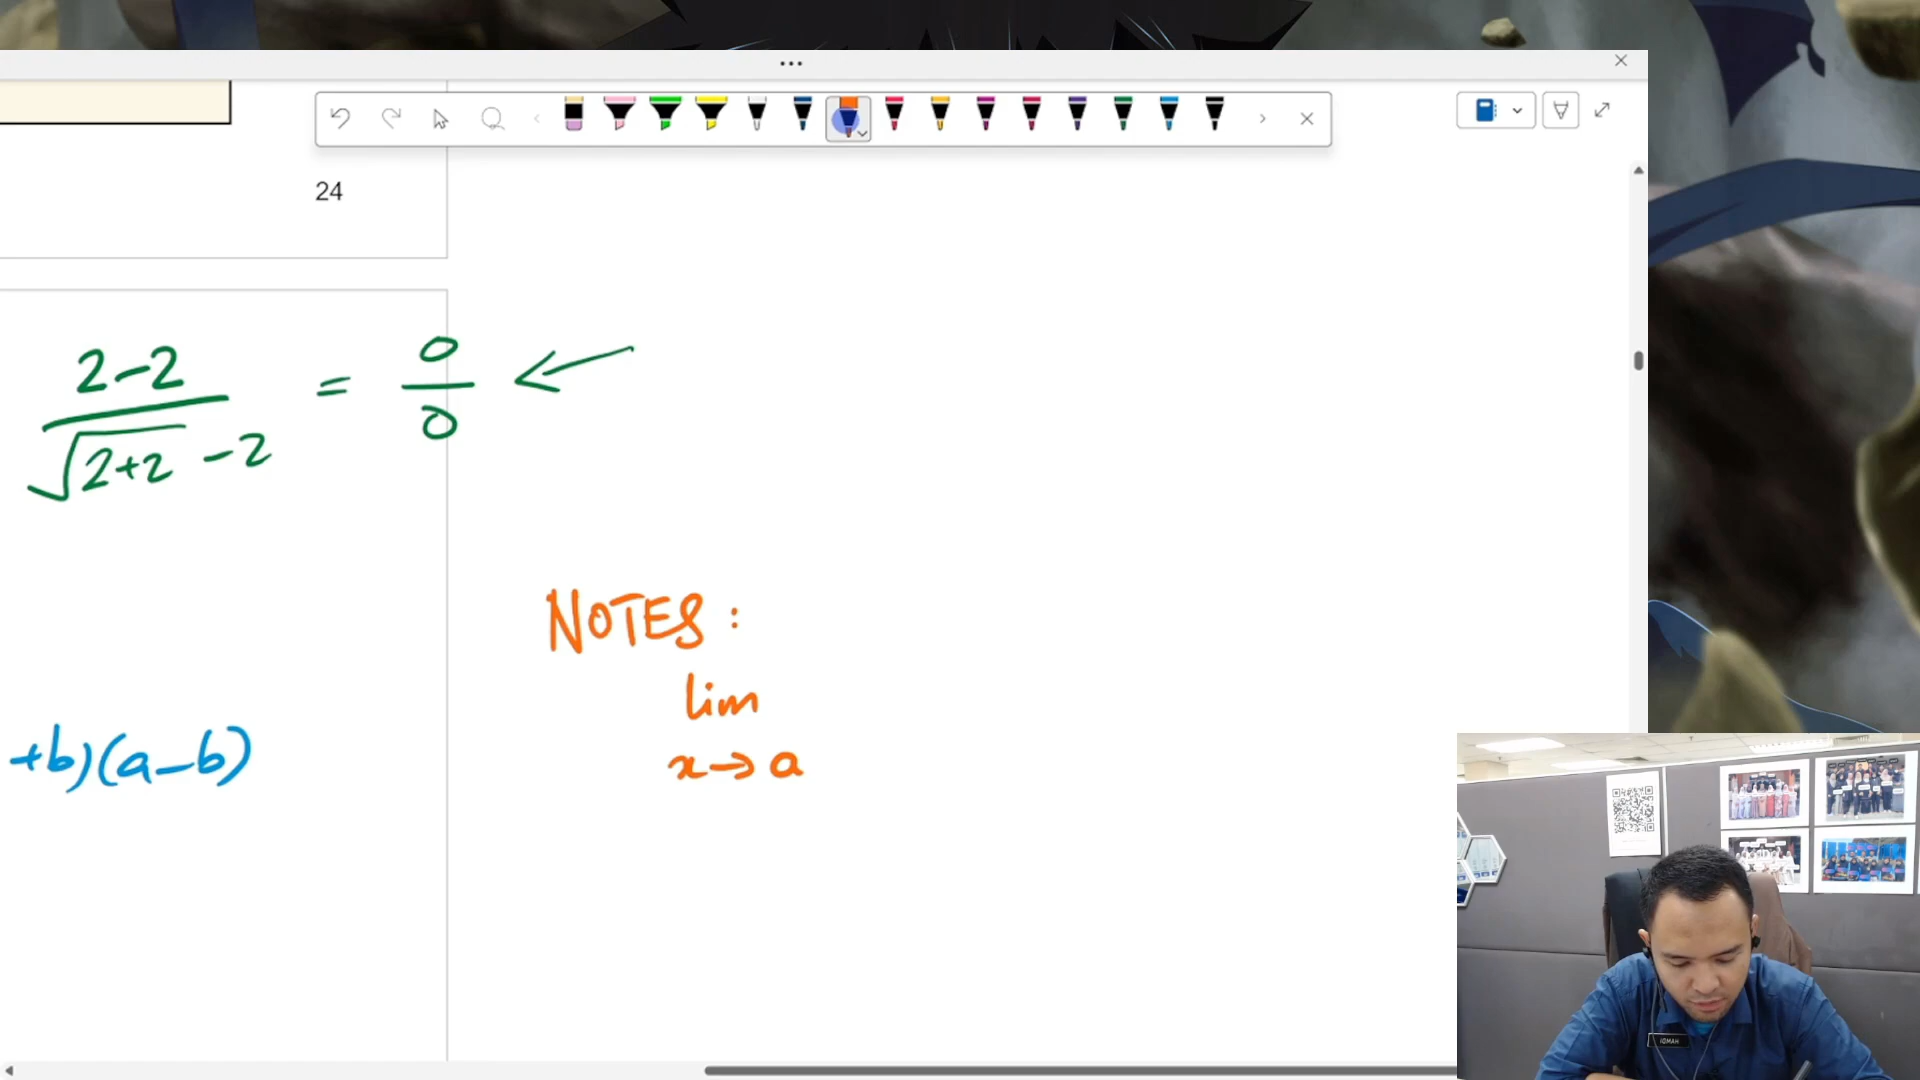 24
2-2
√2+2 -2
= 0
0
+b)(a-b)
NOTES :
lim
x→a